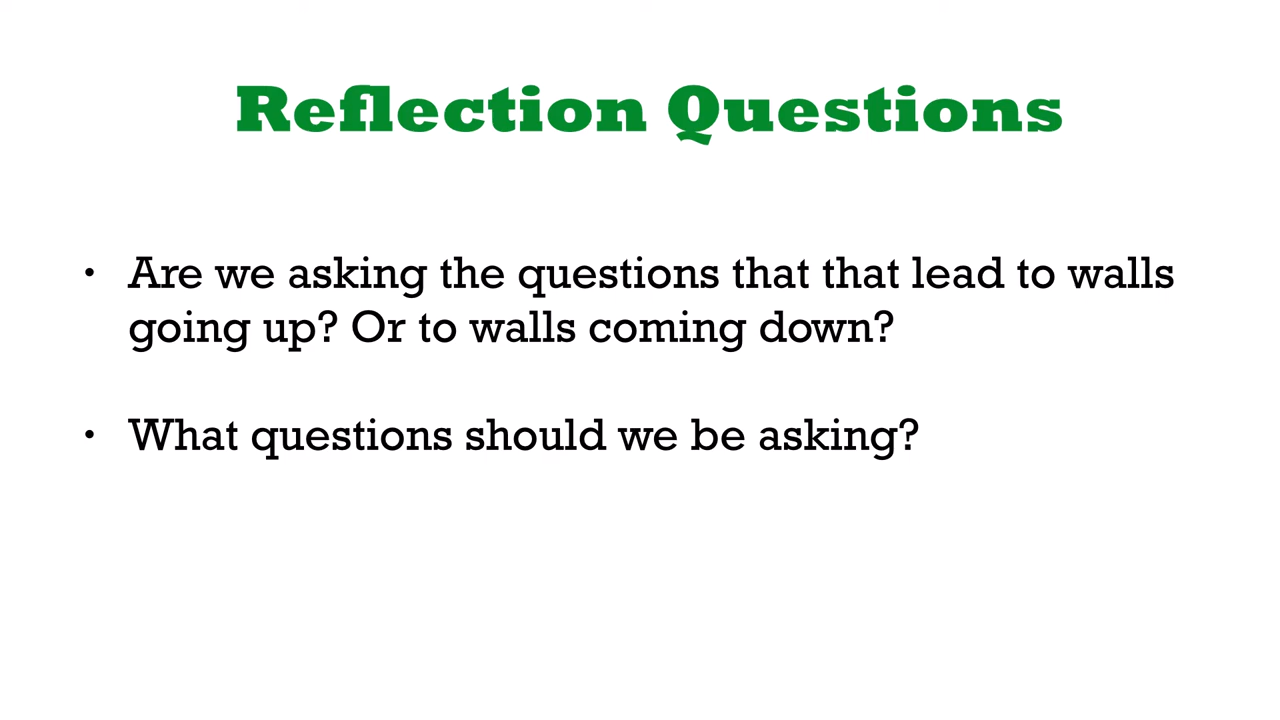 Reflection Questions
• Are we asking the questions that that lead to walls
going up? Or to walls coming down?
• What questions should we be asking?